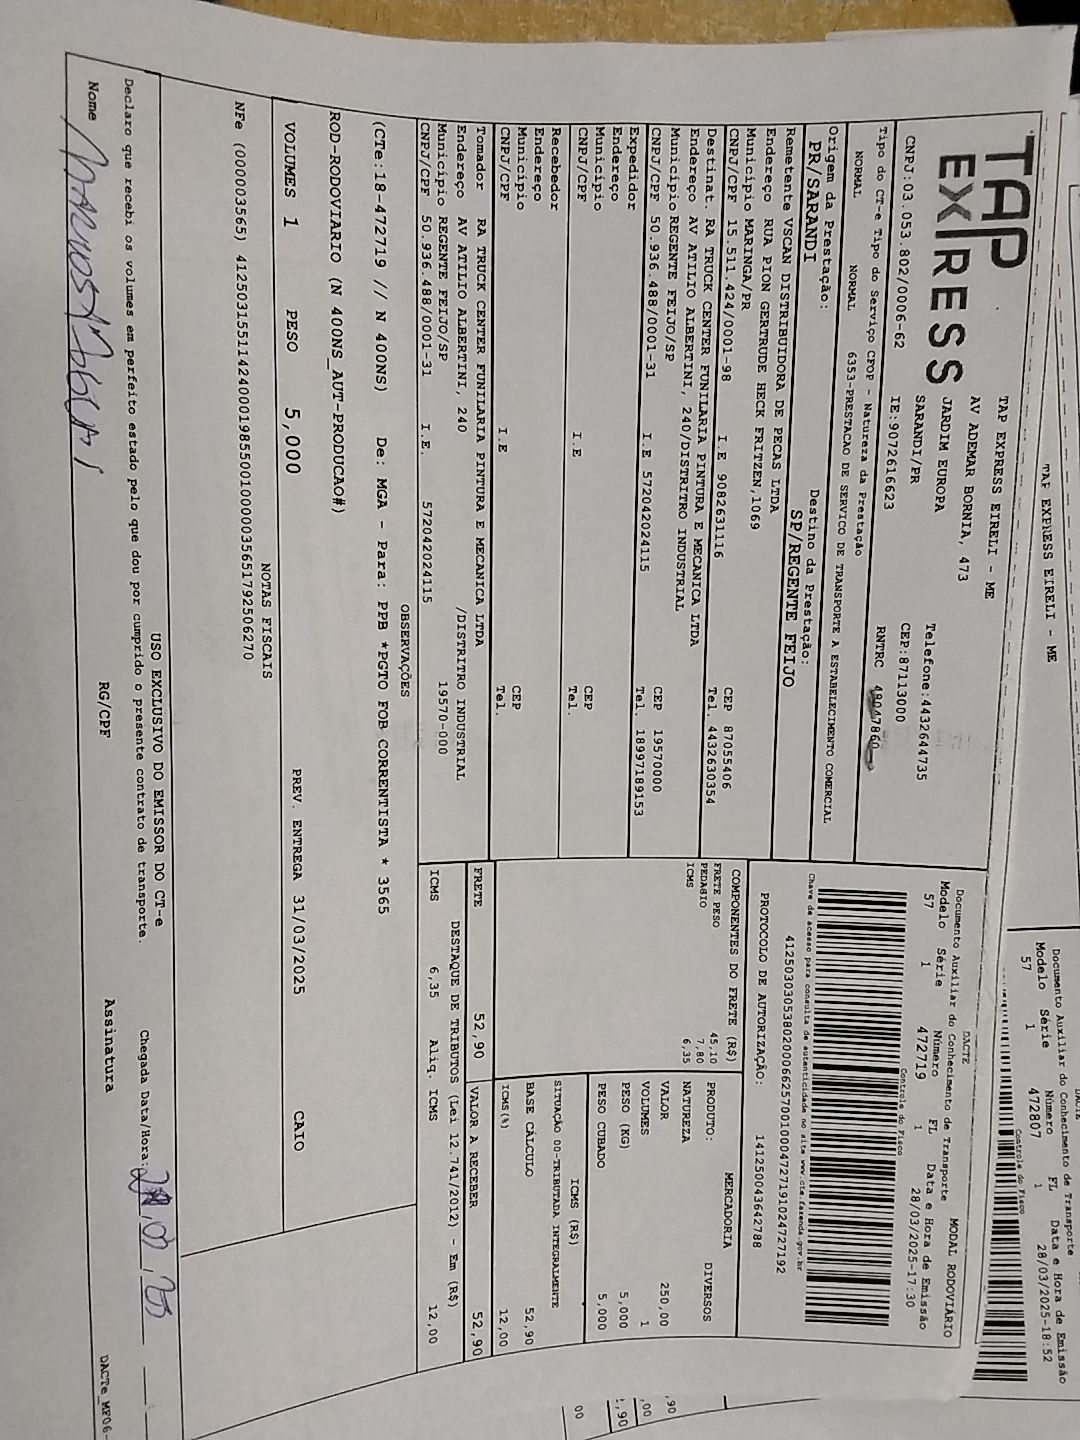 TAP EXPRESS EIRELI - ME
Documento Auxiliar do Conhecimento de Transporte
Modelo Série Número FL Data e Hora de Emissão
57 1 472807 1 28/03/2025-18:52
Controle do Fisco
TAP
EXPRESS
TAP EXPRESS EIRELI - ME
AV ADEMAR BORNIA, 473
JARDIM EUROPA
SARANDI/PR
Telefone:4432644735
CEP:87113000
CNPJ:03.053.802/0006-62 IE:9072616623 RNTRC 49047860
DACTE MODAL RODOVIÁRIO
Documento Auxiliar do Conhecimento de Transporte
Modelo Série Número FL Data e Hora de Emissão
57 1 472719 1 28/03/2025-17:30
Controle do Fisco
Chave de acesso para consulta de autenticidade no site www.cte.fazenda.gov.br
41250303053802000662570010004727191024727192
PROTOCOLO DE AUTORIZAÇÃO: 141250043642788
Tipo do CT-e Tipo do Serviço CFOP - Natureza da Prestação
NORMAL NORMAL 6353-PRESTACAO DE SERVICO DE TRANSPORTE A ESTABELECIMENTO COMERCIAL
Origem da Prestação: Destino da Prestação:
PR/SARANDI SP/REGENTE FEIJO
Remetente VSCAN DISTRIBUIDORA DE PECAS LTDA
Endereço RUA PION GERTRUDE HECK FRITZEN,1069
Município MARINGA/PR CEP 87055406
CNPJ/CPF 15.511.424/0001-98 I.E 9082631116 Tel. 4432630354
Destinat. RA TRUCK CENTER FUNILARIA PINTURA E MECANICA LTDA
Endereço AV ATILIO ALBERTINI, 240/DISTRITRO INDUSTRIAL
Município REGENTE FEIJO/SP CEP 19570000
CNPJ/CPF 50.936.488/0001-31 I.E 572042024115 Tel. 18997189153
Expedidor
Endereço
Município CEP
CNPJ/CPF I.E Tel.
Recebedor
Endereço
Município CEP
CNPJ/CPF I.E Tel.
Tomador RA TRUCK CENTER FUNILARIA PINTURA E MECANICA LTDA
Endereço AV ATILIO ALBERTINI, 240 /DISTRITRO INDUSTRIAL
Município REGENTE FEIJO/SP 19570-000
CNPJ/CPF 50.936.488/0001-31 I.E. 572042024115
COMPONENTES DO FRETE (R$)
FRETE PESO 45,10
PEDAGIO 7,80
ICMS 6,35
MERCADORIA
PRODUTO: DIVERSOS
NATUREZA
VALOR 250,00
VOLUMES 1
PESO (KG) 5,000
PESO CUBADO 5,000
ICMS (R$)
SITUAÇÃO 00-TRIBUTADA INTEGRALMENTE
BASE CÁLCULO 52,90
ICMS(%) 12,00
FRETE 52,90 VALOR A RECEBER 52,90
DESTAQUE DE TRIBUTOS (Lei 12.741/2012) - Em (R$)
ICMS 6,35 Aliq. ICMS 12,00
OBSERVAÇÕES
(CTe:18-472719 // N 400NS) De: MGA - Para: PPB *PGTO FOB CORRENTISTA * 3565
ROD-RODOVIARIO (N 400NS_AUT-PRODUCAO#)
VOLUMES 1 PESO 5,000 PREV. ENTREGA 31/03/2025 CAIO
NOTAS FISCAIS
NFe (000003565) 41250315511424000198550010000035651792506270
USO EXCLUSIVO DO EMISSOR DO CT-e
Declaro que recebi os volumes em perfeito estado pelo que dou por cumprido o presente contrato de transporte. Chegada Data/Hora:
Nome RG/CPF Assinatura
DACTe_MF06-
,90
,00
,90
00